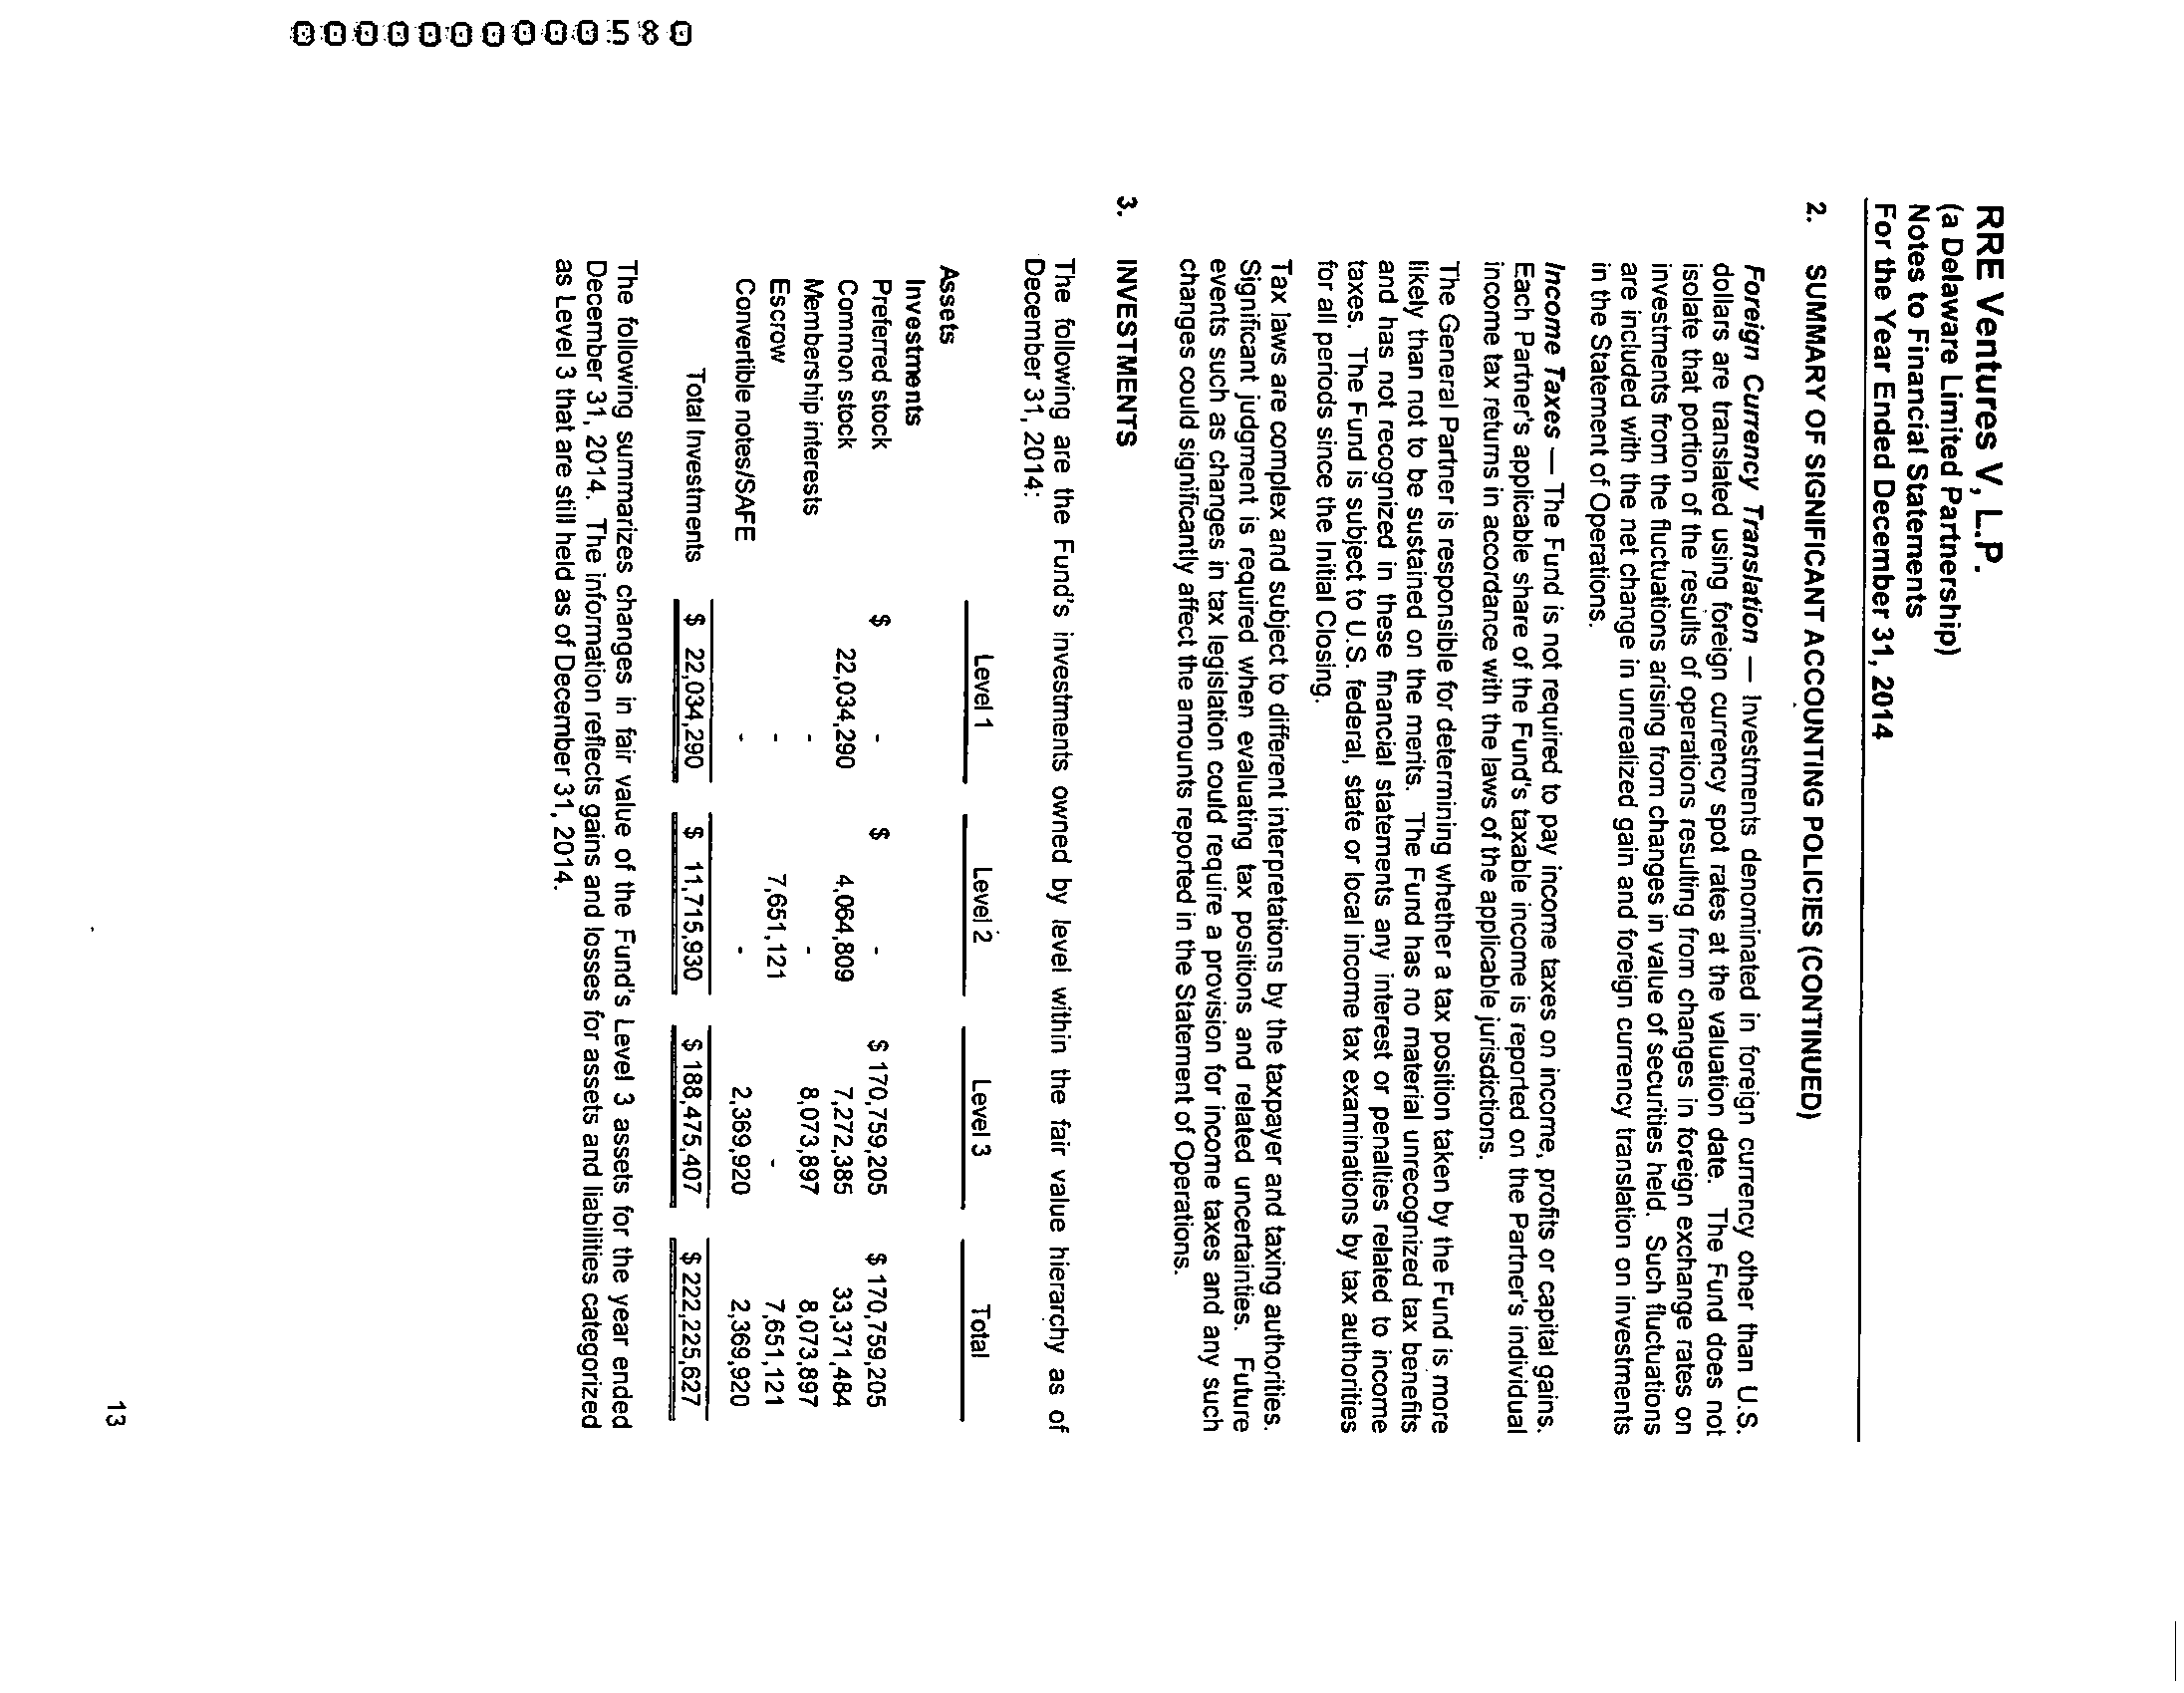 RRE Ventures V, L.P.
(a Delaware Limited Partnership)
Notes to Financial Statements
For the Year Ended December 31, 2014
2. SUMMARY OF SIGNIFICANT ACCOUNTING POLICIES (CONTINUED)
Foreign Currency Translation — Investments denominated in foreign currency other than U.S.
dollars are translated using foreign currency spot rates at the valuation date. The Fund does not
isolate that portion of the results of operations resulting from changes in foreign exchange rates on
investments from the fluctuations arising from changes in value of securities held. Such fluctuations
are included with the net change in unrealized gain and foreign currency translation on investments
in the Statement of Operations.
Income Taxes — The Fund is not required to pay income taxes on income, profits or capital gains.
Each Partner's applicable share of the Fund's taxable income is reported on the Partner's individual
income tax returns in accordance with the laws of the applicable jurisdictions.
The General Partner is responsible for determining whether a tax position taken by the Fund is more
likely than not to be sustained on the merits. The Fund has no material unrecognized tax benefits
and has not recognized in these financial statements any interest or penalties related to income
taxes. The Fund is subject to U.S. federal, state or local income tax examinations by tax authorities
for all periods since the Initial Closing.
Tax laws are complex and subject to different interpretations by the taxpayer and taxing authorities.
Significant judgment is required when evaluating tax positions and related uncertainties. Future
events such as changes in tax legislation could require a provision for income taxes and any such
changes could significantly affect the amounts reported in the Statement of Operations.
3. INVESTMENTS
The following are the Fund's investments owned by level within the fair value hierarchy as of
December 31, 2014:
Level 1 Level 2 Level 3 Total
Assets
Investments
Preferred stock $ - $ - $ 170,759,205 $ 170,759,205
Common stock 22,034,290 4,064,809 7,272,385 33,371,484
Membership interests - - 8,073,897 8,073,897
Escrow - 7,651,121 - 7,651,121
Convertible notes/SAFE - - 2,369,920 2,369,920
Total Investments $ 22,034,290 $ 11,715,930 $ 188,475,407 $ 222,225,627
The following summarizes changes in fair value of the Fund's Level 3 assets for the year ended
December 31, 2014. The information reflects gains and losses for assets and liabilities categorized
as Level 3 that are still held as of December 31, 2014.
13
0000000000580